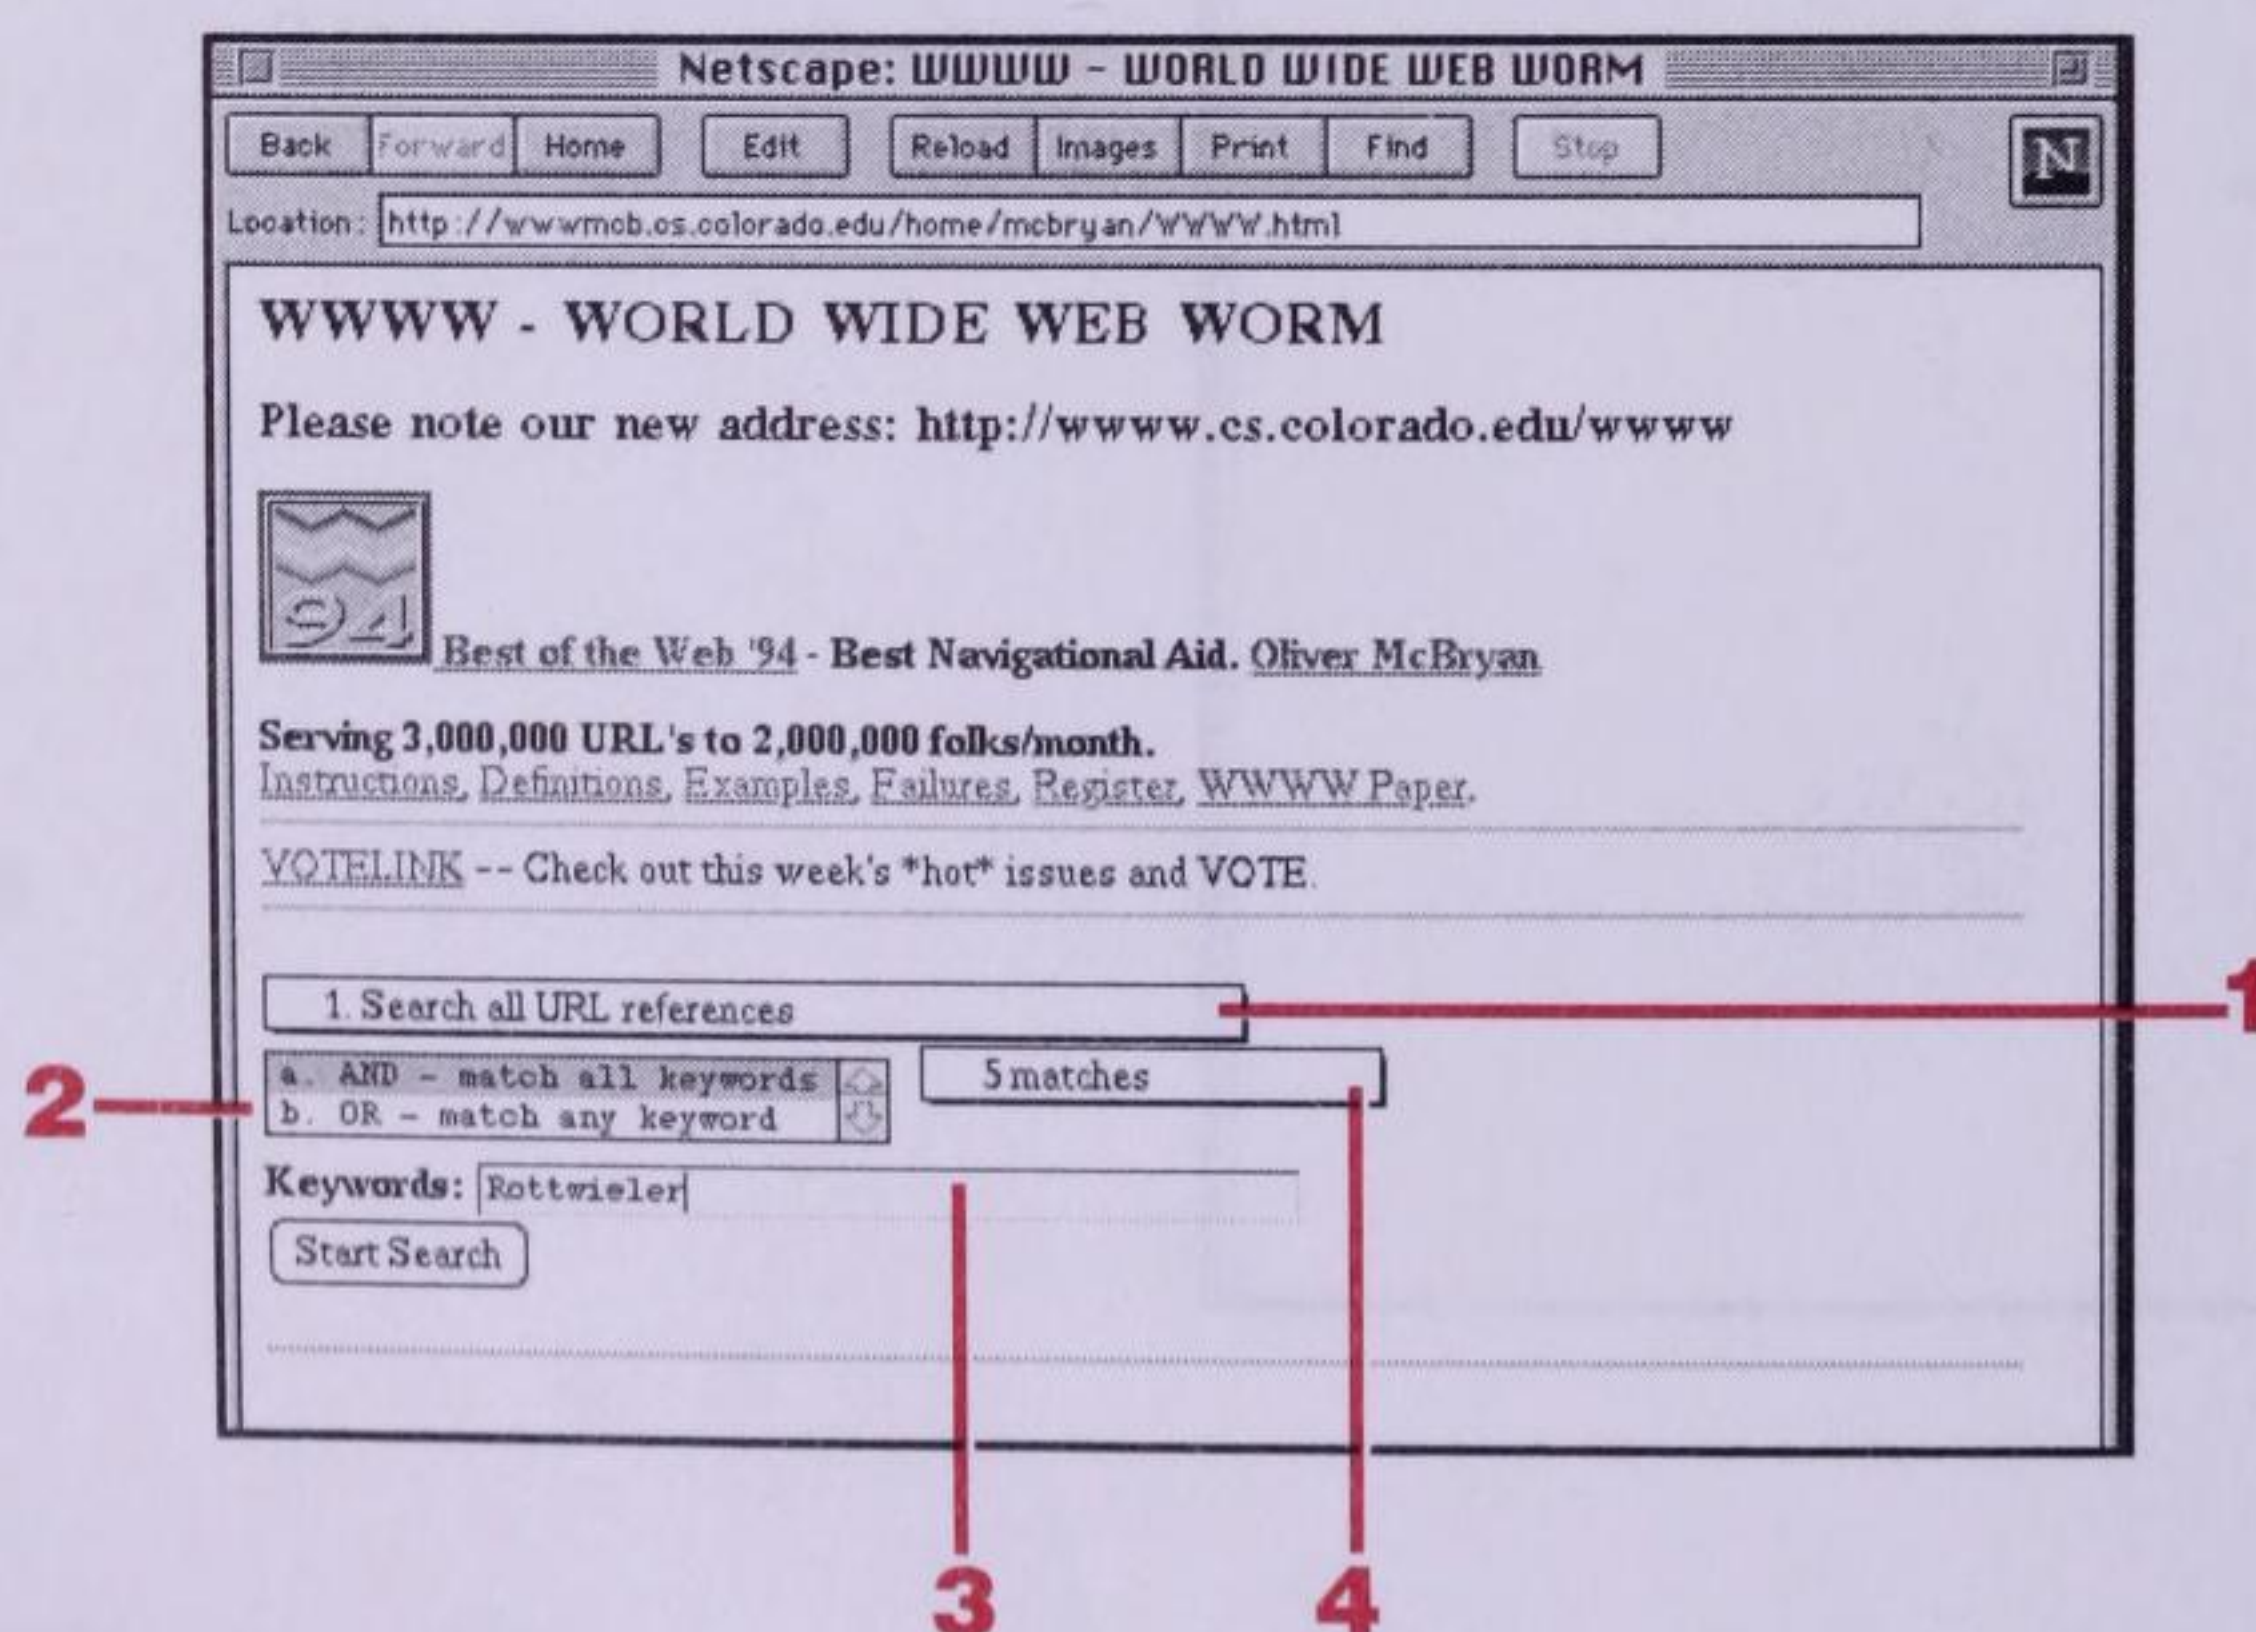 Netscape: WWWW - WORLD WIDE WEB WORM
Back Forward Home Edit Reload Images Print Find Stop
N
Location: http://wwwmcb.cs.colorado.edu/home/mcbryan/WWWW.html
WWWW - WORLD WIDE WEB WORM
Please note our new address: http://wwww.cs.colorado.edu/wwww
94
Best of the Web '94 - Best Navigational Aid. Oliver McBryan
Serving 3,000,000 URL's to 2,000,000 folks/month.
Instructions, Definitions, Examples, Failures, Register, WWWW Paper.
VOTELINK -- Check out this week's *hot* issues and VOTE.
1. Search all URL references
1
a. AND - match all keywords
5 matches
2
b. OR - match any keyword
Keywords: Rottwieler
Start Search
3
4